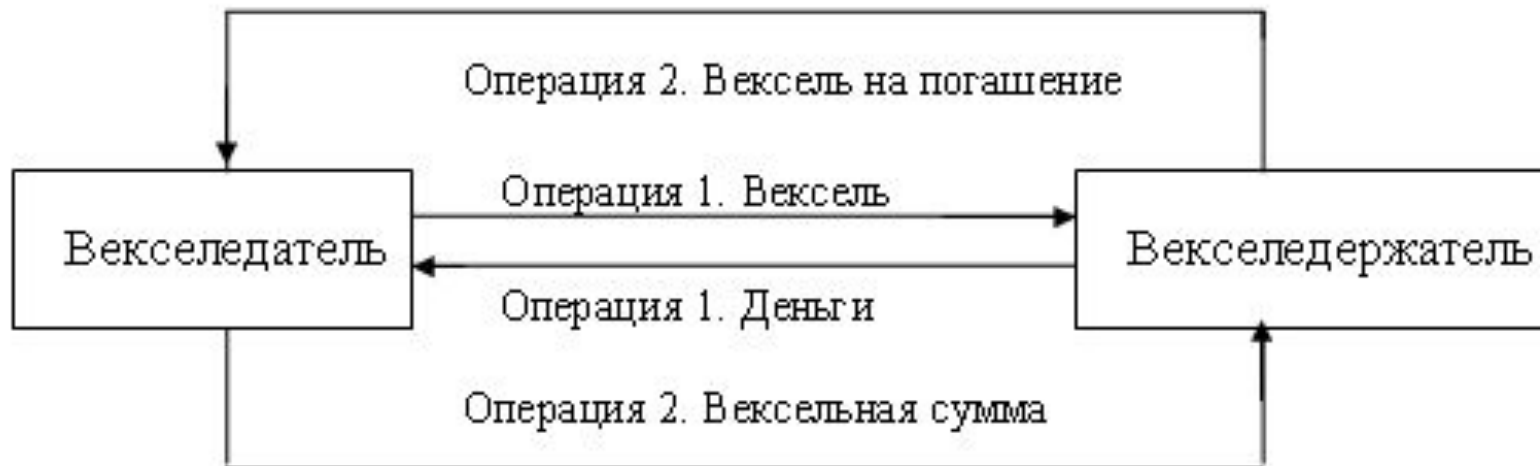 Операция 2. Вексель на погашение
Операция 1. Вексель
Векселедатель
Векселедержатель
Операция 1. Деньги
Операция 2. Вексельная сумма